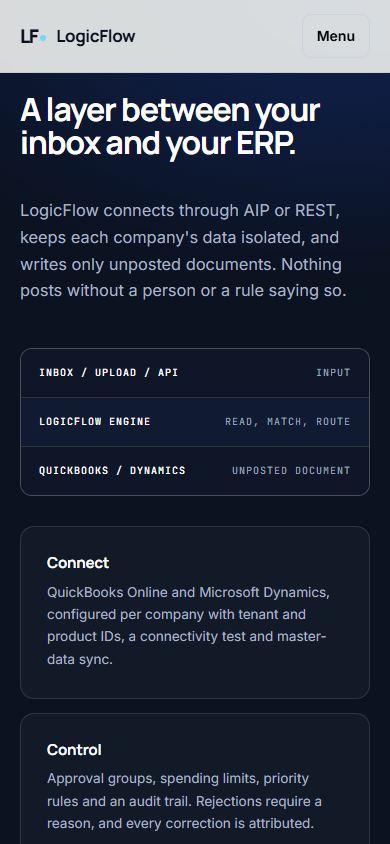 LF LogicFlow
Menu
A layer between your
inbox and your ERP.
LogicFlow connects through AIP or REST,
keeps each company's data isolated, and
writes only unposted documents. Nothing
posts without a person or a rule saying so.
INBOX / UPLOAD / API INPUT
LOGICFLOW ENGINE READ, MATCH, ROUTE
QUICKBOOKS / DYNAMICS UNPOSTED DOCUMENT
Connect
QuickBooks Online and Microsoft Dynamics,
configured per company with tenant and
product IDs, a connectivity test and master-
data sync.
Control
Approval groups, spending limits, priority
rules and an audit trail. Rejections require a
reason, and every correction is attributed.